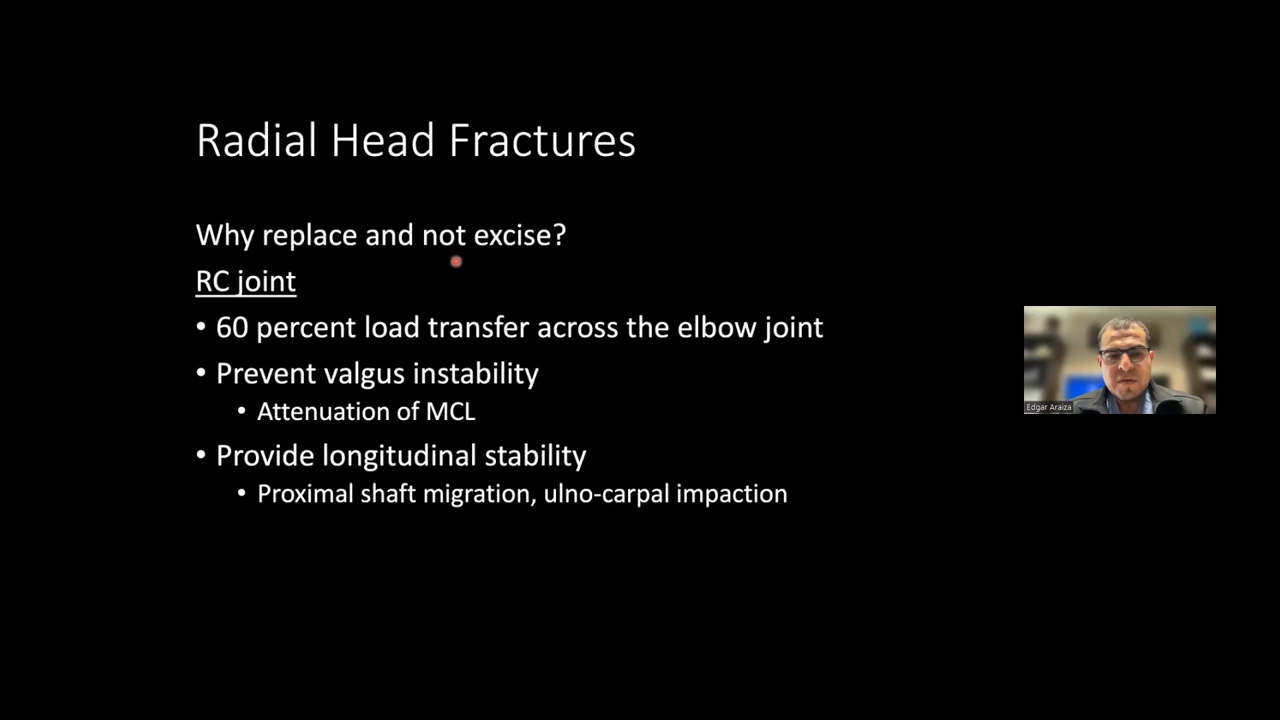 Radial Head Fractures
Why replace and not excise?
RC joint
• 60 percent load transfer across the elbow joint
• Prevent valgus instability
• Attenuation of MCL
• Provide longitudinal stability
• Proximal shaft migration, ulno-carpal impaction
Edgar Araiza